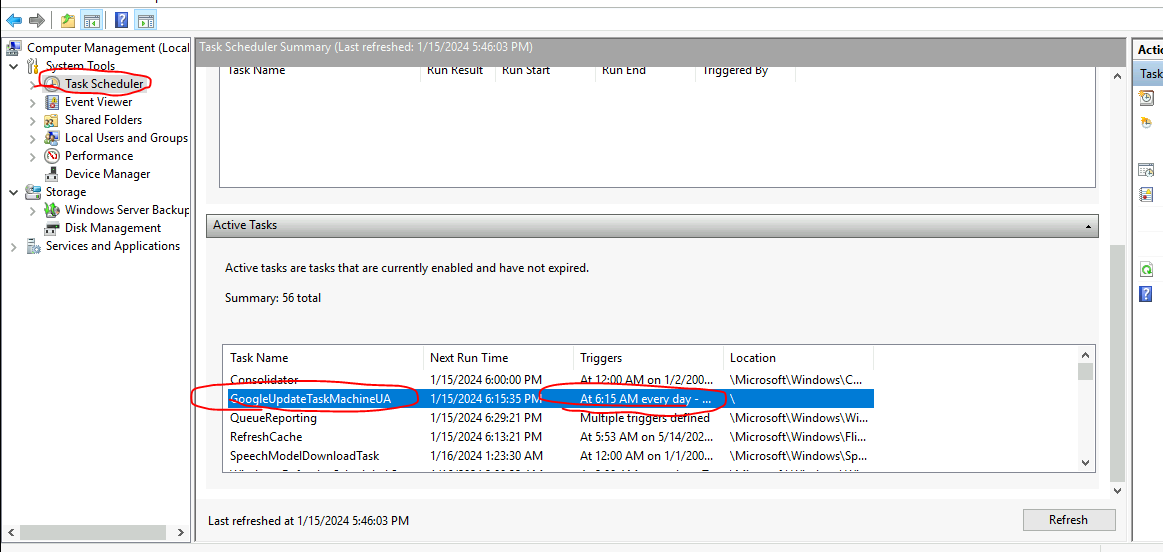 Computer Management (Local
System Tools
Task Scheduler
Event Viewer
Shared Folders
Local Users and Groups
Performance
Device Manager
Storage
Windows Server Backup
Disk Management
Services and Applications
Task Scheduler Summary (Last refreshed: 1/15/2024 5:46:03 PM)
Task Name Run Result Run Start Run End Triggered By
Active Tasks
Active tasks are tasks that are currently enabled and have not expired.
Summary: 56 total
Task Name Next Run Time Triggers Location
Consolidator 1/15/2024 6:00:00 PM At 12:00 AM on 1/2/200... \Microsoft\Windows\C...
GoogleUpdateTaskMachineUA 1/15/2024 6:15:35 PM At 6:15 AM every day - ... \
QueueReporting 1/15/2024 6:29:21 PM Multiple triggers defined \Microsoft\Windows\Wi...
RefreshCache 1/15/2024 6:13:21 PM At 5:53 AM on 5/14/202... \Microsoft\Windows\Fli...
SpeechModelDownloadTask 1/16/2024 1:23:30 AM At 12:00 AM on 1/1/200... \Microsoft\Windows\Sp...
Last refreshed at 1/15/2024 5:46:03 PM
Refresh
Actio
Task